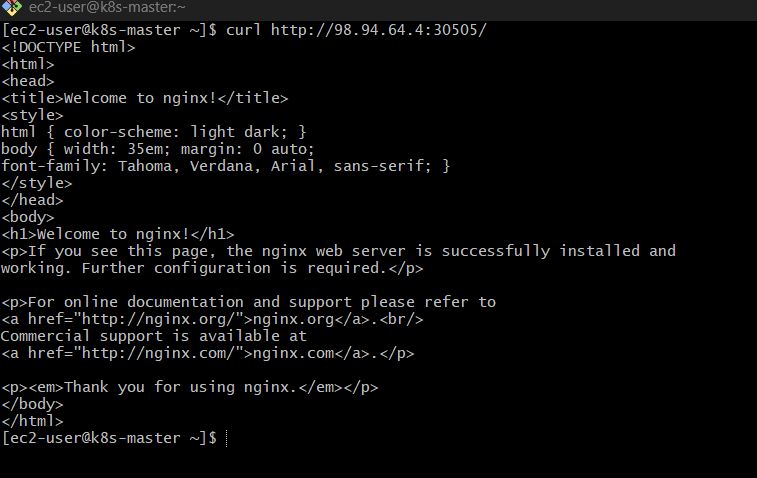 ec2-user@k8s-master:~
[ec2-user@k8s-master ~]$ curl http://98.94.64.4:30505/
<!DOCTYPE html>
<html>
<head>
<title>Welcome to nginx!</title>
<style>
html { color-scheme: light dark; }
body { width: 35em; margin: 0 auto;
font-family: Tahoma, Verdana, Arial, sans-serif; }
</style>
</head>
<body>
<h1>Welcome to nginx!</h1>
<p>If you see this page, the nginx web server is successfully installed and
working. Further configuration is required.</p>

<p>For online documentation and support please refer to
<a href="http://nginx.org/">nginx.org</a>.<br/>
Commercial support is available at
<a href="http://nginx.com/">nginx.com</a>.</p>

<p><em>Thank you for using nginx.</em></p>
</body>
</html>
[ec2-user@k8s-master ~]$